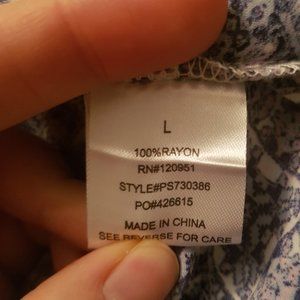 L
100%RAYON
RN#120951
STYLE#PS730386
PO#426615
MADE IN CHINA
SEE REVERSE FOR CARE